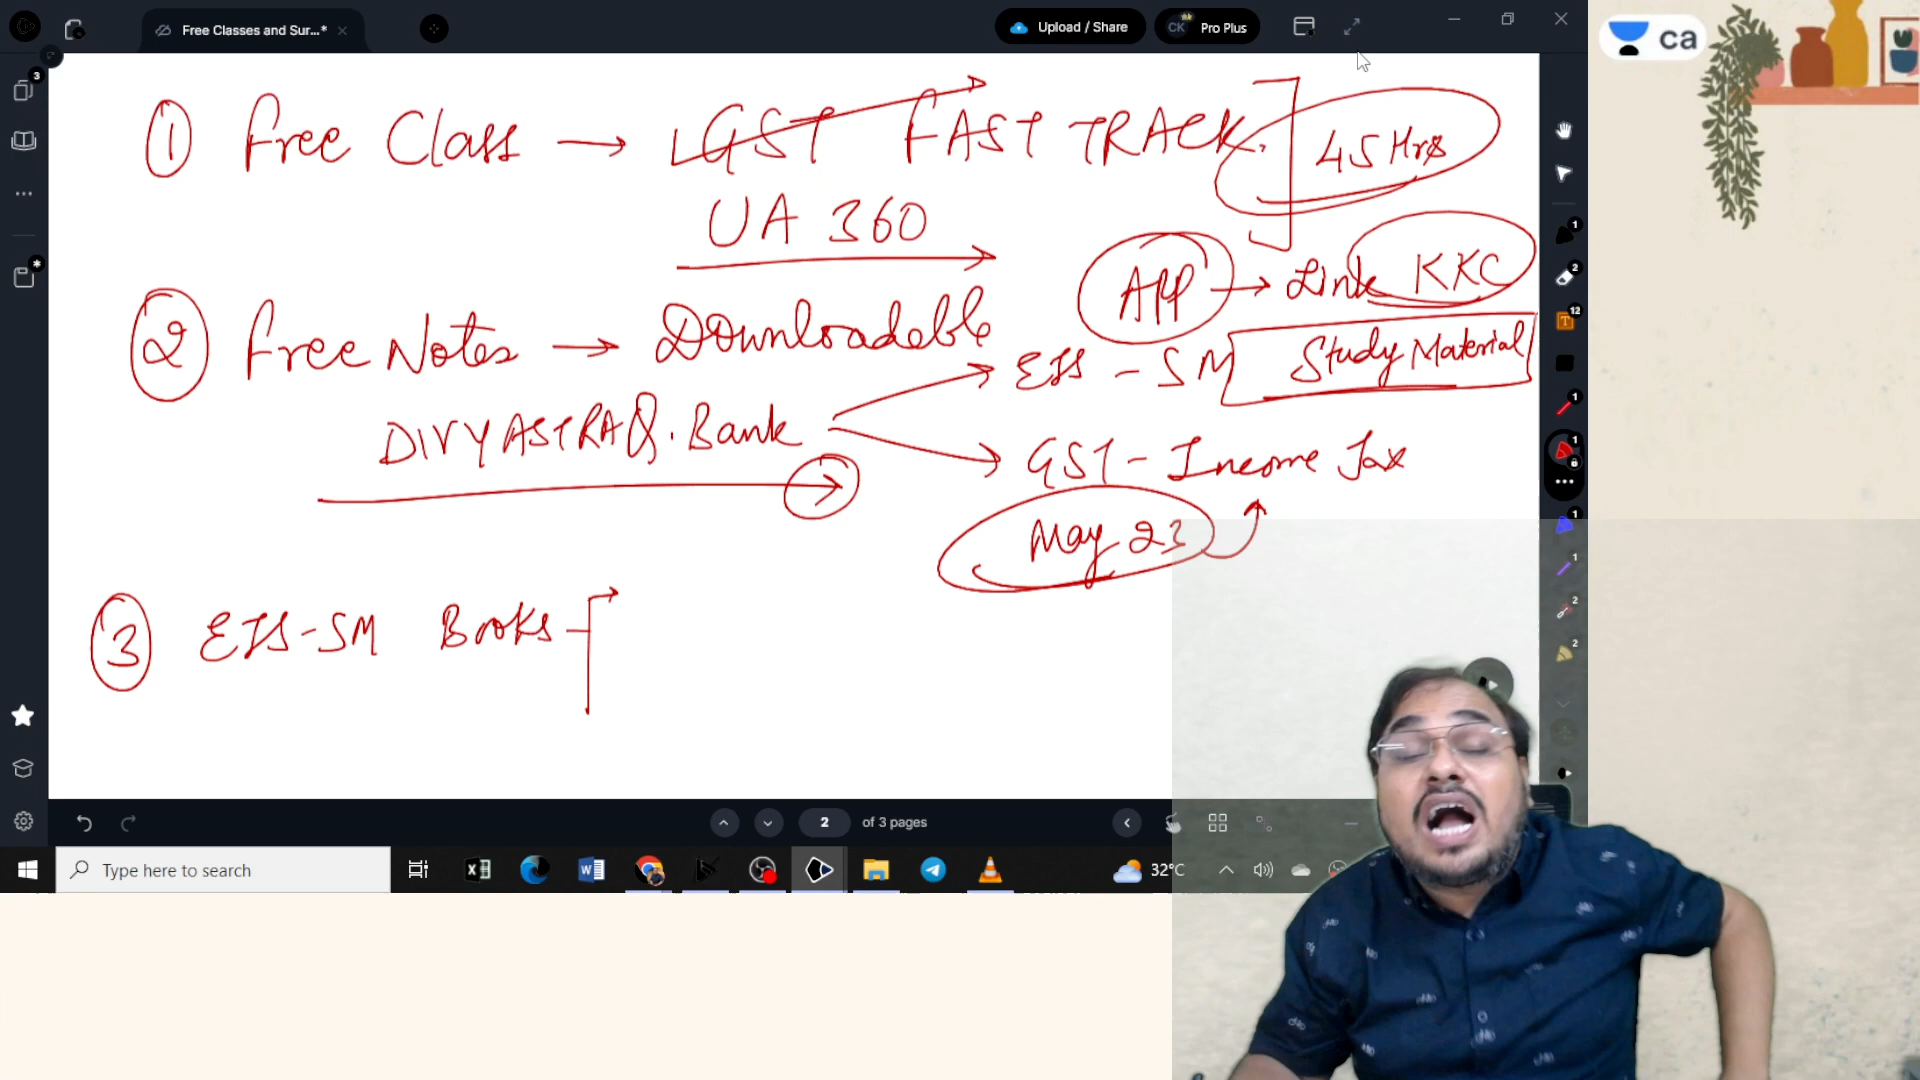 Free Classes and Sur...*
Upload / Share
CK
Pro Plus
ca
① Free Class → GST FAST TRACK. 45 Hrs
UA 360
APP → Link KKC
② Free Notes → Downloadable
EIS - SM Study Material
DIVYASTRA Q. Bank
GST - Income Tax
May 23
③ EIS-SM Books
2 of 3 pages
Type here to search
32°C